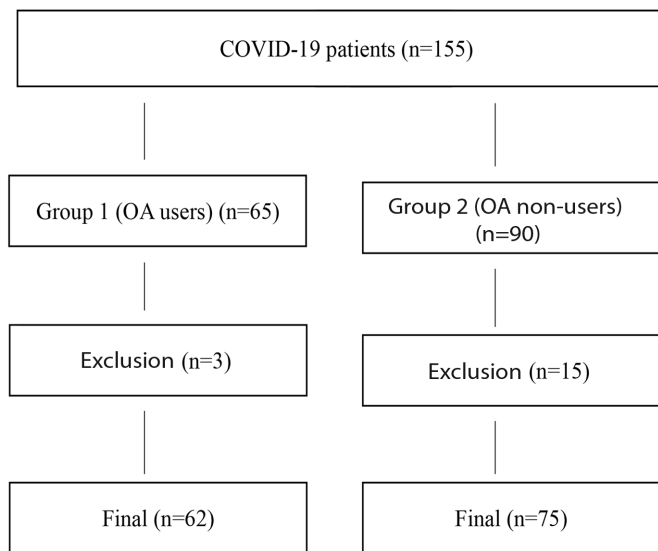 COVID-19 patients (n=155)
Group 1 (OA users) (n=65)
Group 2 (OA non-users)
(n=90)
Exclusion (n=3)
Exclusion (n=15)
Final (n=62)
Final (n=75)